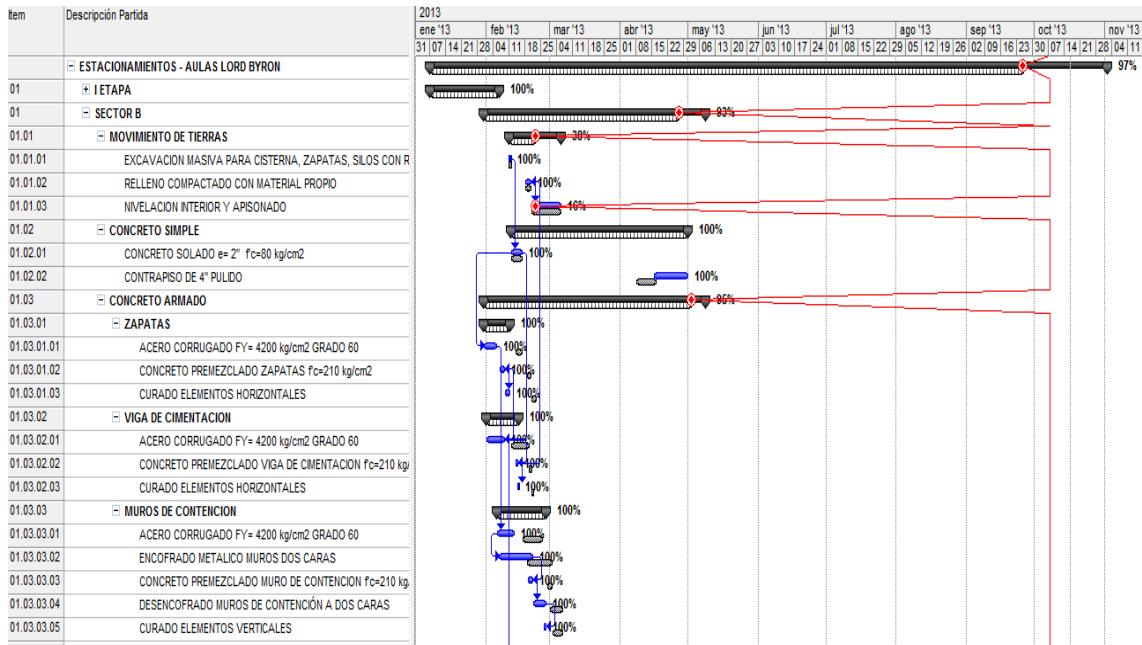 Item Descripción Partida 2013
ene '13 feb '13 mar '13 abr '13 may '13 jun '13 jul '13 ago '13 sep '13 oct '13 nov '13
31 07 14 21 28 04 11 18 25 04 11 18 25 01 08 15 22 29 06 13 20 27 03 10 17 24 01 08 15 22 29 05 12 19 26 02 09 16 23 30 07 14 21 28 04 11
ESTACIONAMIENTOS - AULAS LORD BYRON 97%
01 I ETAPA 100%
01 SECTOR B 93%
01.01 MOVIMIENTO DE TIERRAS 38%
01.01.01 EXCAVACION MASIVA PARA CISTERNA, ZAPATAS, SILOS CON R 100%
01.01.02 RELLENO COMPACTADO CON MATERIAL PROPIO 100%
01.01.03 NIVELACION INTERIOR Y APISONADO 16%
01.02 CONCRETO SIMPLE 100%
01.02.01 CONCRETO SOLADO e= 2" f'c=80 kg/cm2 100%
01.02.02 CONTRAPISO DE 4" PULIDO 100%
01.03 CONCRETO ARMADO 95%
01.03.01 ZAPATAS 100%
01.03.01.01 ACERO CORRUGADO FY= 4200 kg/cm2 GRADO 60 100%
01.03.01.02 CONCRETO PREMEZCLADO ZAPATAS f'c=210 kg/cm2 100%
01.03.01.03 CURADO ELEMENTOS HORIZONTALES 100%
01.03.02 VIGA DE CIMENTACION 100%
01.03.02.01 ACERO CORRUGADO FY= 4200 kg/cm2 GRADO 60 100%
01.03.02.02 CONCRETO PREMEZCLADO VIGA DE CIMENTACION f'c=210 kg/ 100%
01.03.02.03 CURADO ELEMENTOS HORIZONTALES 100%
01.03.03 MUROS DE CONTENCION 100%
01.03.03.01 ACERO CORRUGADO FY= 4200 kg/cm2 GRADO 60 100%
01.03.03.02 ENCOFRADO METALICO MUROS DOS CARAS 100%
01.03.03.03 CONCRETO PREMEZCLADO MURO DE CONTENCION f'c=210 kg, 100%
01.03.03.04 DESENCOFRADO MUROS DE CONTENCIÓN A DOS CARAS 100%
01.03.03.05 CURADO ELEMENTOS VERTICALES 100%